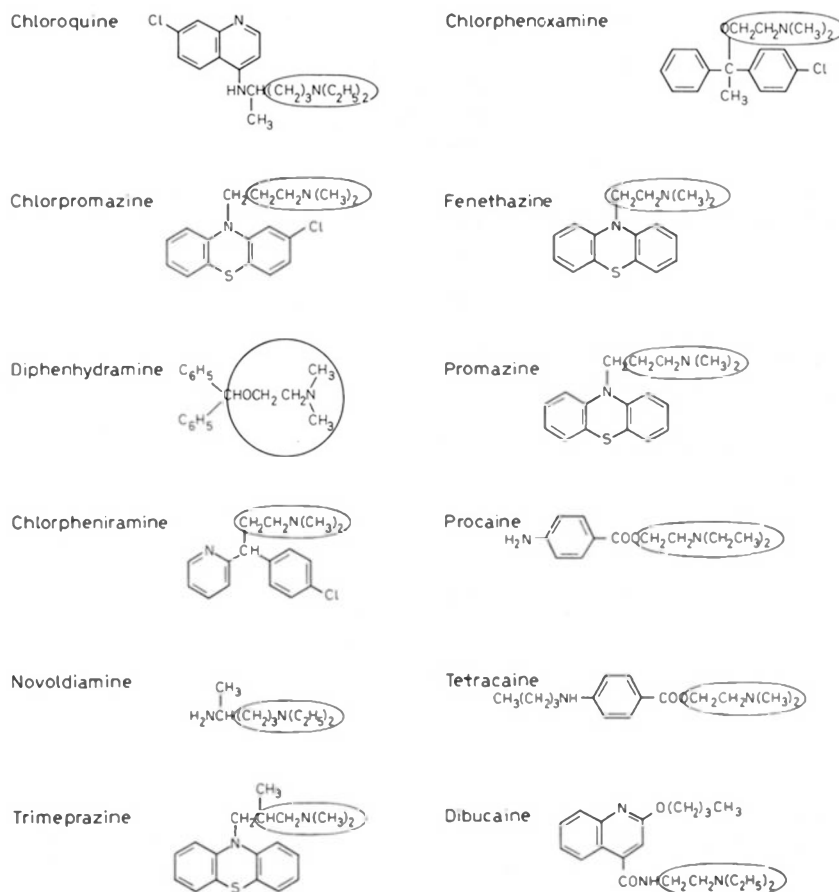 Chloroquine
Cl
N
HNCH(CH₂)₃N(C₂H₅)₂
CH₃
Chlorphenoxamine
OCH₂CH₂N(CH₃)₂
C
Cl
CH₃
Chlorpromazine
CH₂CH₂CH₂N(CH₃)₂
N
Cl
S
Fenethazine
CH₂CH₂N(CH₃)₂
N
S
Diphenhydramine
C₆H₅
CH₃
CHOCH₂CH₂N
C₆H₅
CH₃
Promazine
CH₂CH₂CH₂N(CH₃)₂
N
S
Chlorpheniramine
CH₂CH₂N(CH₃)₂
N
CH
Cl
Procaine
H₂N
COOCH₂CH₂N(CH₂CH₃)₂
Novoldiamine
CH₃
H₂NCH(CH₂)₃N(C₂H₅)₂
Tetracaine
CH₃(CH₂)₃NH
COOCH₂CH₂N(CH₃)₂
Trimeprazine
CH₃
CH₂CHCH₂N(CH₃)₂
N
S
Dibucaine
N
O(CH₂)₃CH₃
CONHCH₂CH₂N(C₂H₅)₂